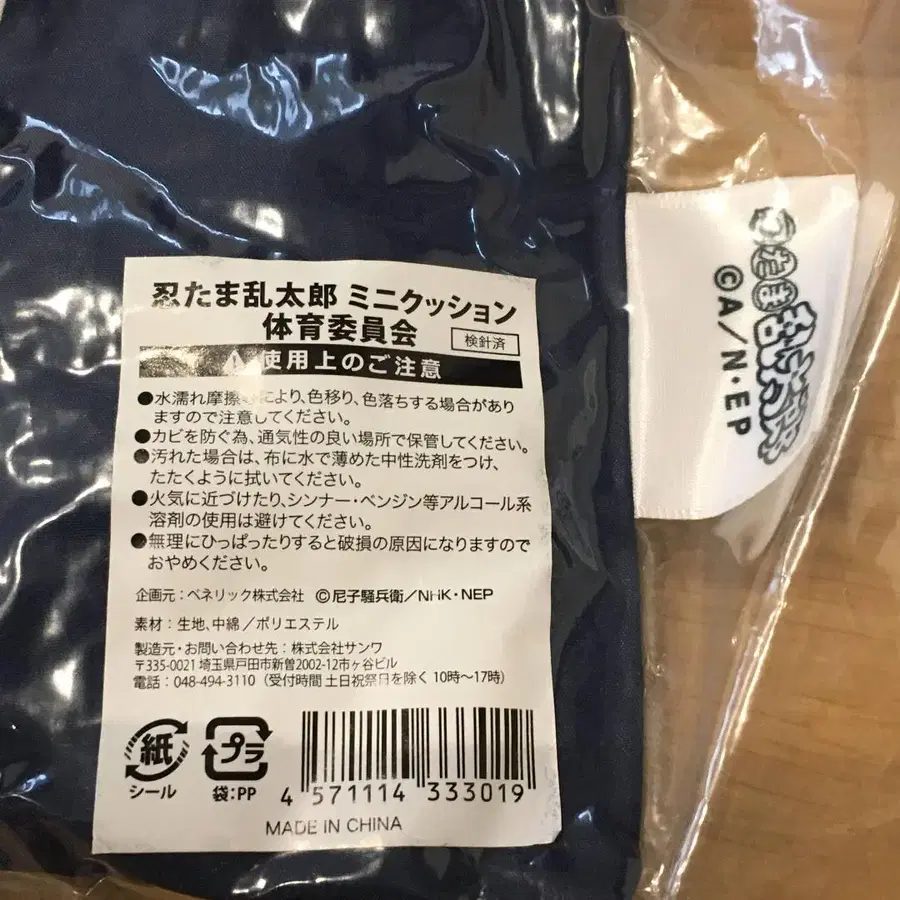 忍たま乱太郎 ミニクッション
体育委員会
検針済
使用上のご注意
●水濡れ摩擦 により、色移り、色落ちする場合があり
ますので注意してください。
●カビを防ぐ為、通気性の良い場所で保管してください。
●汚れた場合は、布に水で薄めた中性洗剤をつけ、
たたくように拭いてください。
●火気に近づけたり、シンナー・ベンジン等アルコール系
溶剤の使用は避けてください。
●無理にひっぱったりすると破損の原因になりますので
おやめください。
企画元：ベネリック株式会社 ©尼子騒兵衛／NHK・NEP
素材：生地、中綿／ポリエステル
製造元・お問い合わせ先：株式会社サンワ
〒335-0021 埼玉県戸田市新曽2002-12市ヶ谷ビル
電話：048-494-3110（受付時間 土日祝祭日を除く 10時〜17時）
紙
シール
プラ
袋：PP
4 571114 333019
MADE IN CHINA
忍たま乱太郎
©A/N・EP